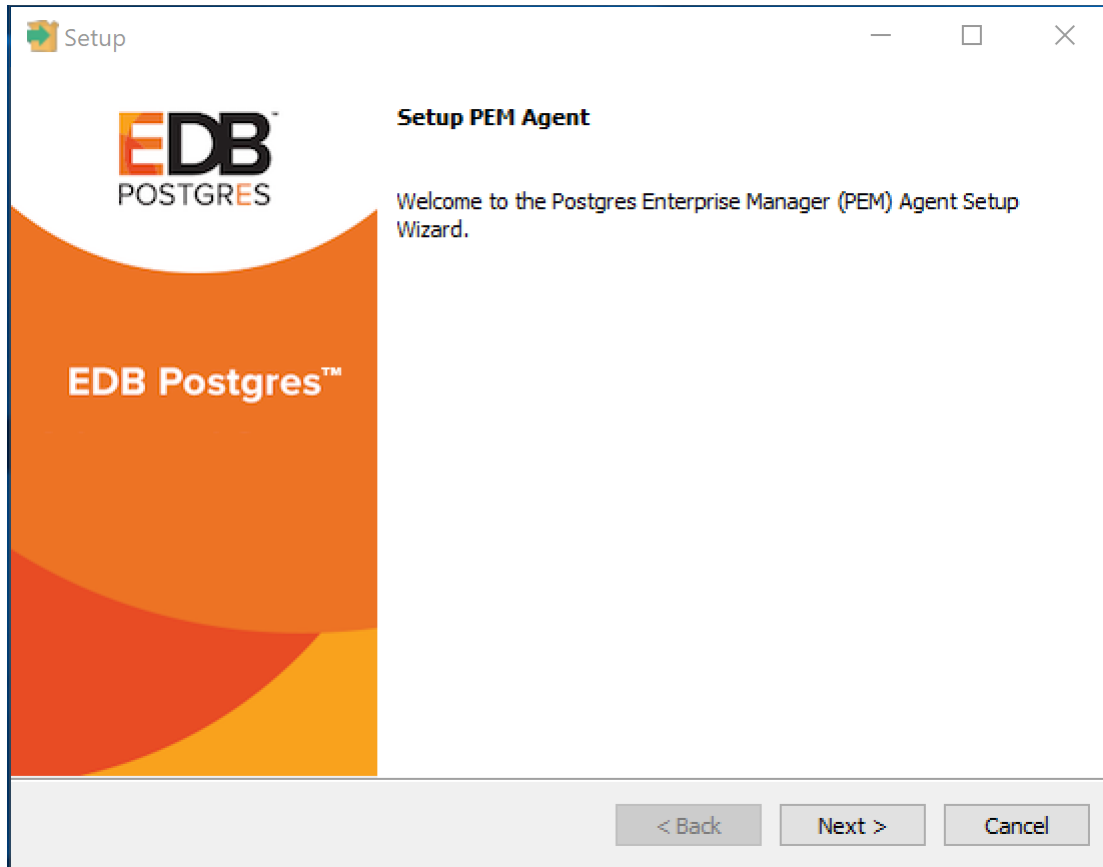 Setup
EDB™
POSTGRES
EDB Postgres™
Setup PEM Agent
Welcome to the Postgres Enterprise Manager (PEM) Agent Setup
Wizard.
< Back
Next >
Cancel